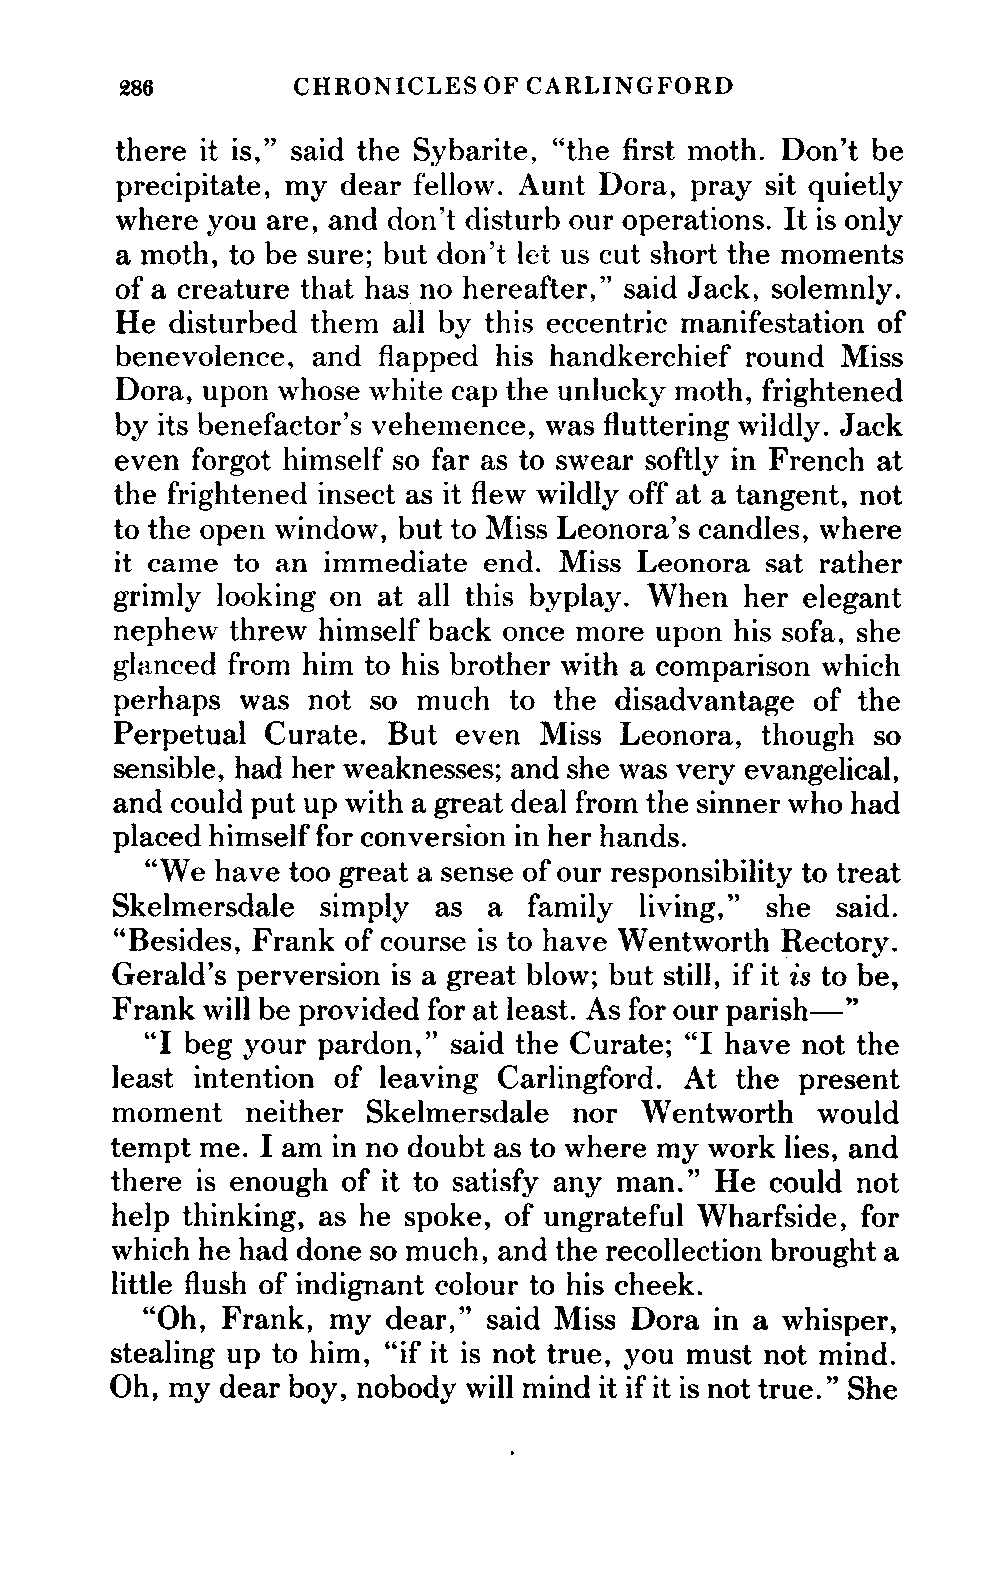 286 CHRONICLES OF CARLINGFORD
there it is,” said the Sybarite, “the first moth. Don’t be
precipitate, my dear fellow. Aunt Dora, pray sit quietly
where you are, and don’t disturb our operations. It is only
a moth, to be sure; but don’t let us cut short the moments
of a creature that has no hereafter,” said Jack, solemnly.
He disturbed them all by this eccentric manifestation of
benevolence, and flapped his handkerchief round Miss
Dora, upon whose white cap the unlucky moth, frightened
by its benefactor’s vehemence, was fluttering wildly. Jack
even forgot himself so far as to swear softly in French at
the frightened insect as it flew wildly off at a tangent, not
to the open window, but to Miss Leonora’s candles, where
it came to an immediate end. Miss Leonora sat rather
grimly looking on at all this byplay. When her elegant
nephew threw himself back once more upon his sofa, she
glanced from him to his brother with a comparison which
perhaps was not so much to the disadvantage of the
Perpetual Curate. But even Miss Leonora, though so
sensible, had her weaknesses; and she was very evangelical,
and could put up with a great deal from the sinner who had
placed himself for conversion in her hands.
“We have too great a sense of our responsibility to treat
Skelmersdale simply as a family living,” she said.
“Besides, Frank of course is to have Wentworth Rectory.
Gerald’s perversion is a great blow; but still, if it is to be,
Frank will be provided for at least. As for our parish—”
“I beg your pardon,” said the Curate; “I have not the
least intention of leaving Carlingford. At the present
moment neither Skelmersdale nor Wentworth would
tempt me. I am in no doubt as to where my work lies, and
there is enough of it to satisfy any man.” He could not
help thinking, as he spoke, of ungrateful Wharfside, for
which he had done so much, and the recollection brought a
little flush of indignant colour to his cheek.
“Oh, Frank, my dear,” said Miss Dora in a whisper,
stealing up to him, “if it is not true, you must not mind.
Oh, my dear boy, nobody will mind it if it is not true.” She